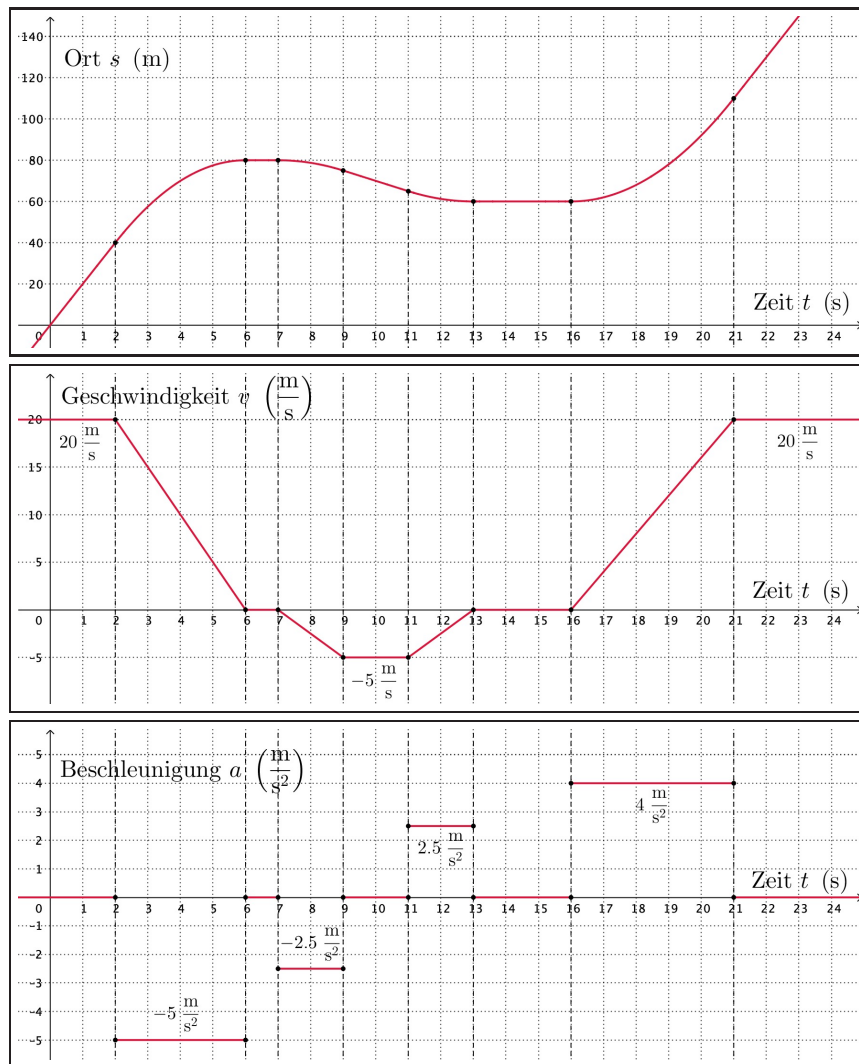 Ort s (m)
140
120
100
80
60
40
20
0
Zeit t (s)
1 2 3 4 5 6 7 8 9 10 11 12 13 14 15 16 17 18 19 20 21 22 23 24
Geschwindigkeit v (m/s)
20
20 m/s
20 m/s
15
10
5
Zeit t (s)
0 1 2 3 4 5 6 7 8 9 10 11 12 13 14 15 16 17 18 19 20 21 22 23 24
-5
−5 m/s
5
Beschleunigung a (m/s²)
4
4 m/s²
3
2
2.5 m/s²
1
Zeit t (s)
0 1 2 3 4 5 6 7 8 9 10 11 12 13 14 15 16 17 18 19 20 21 22 23 24
-1
−2.5 m/s²
-2
-3
-4
−5 m/s²
-5